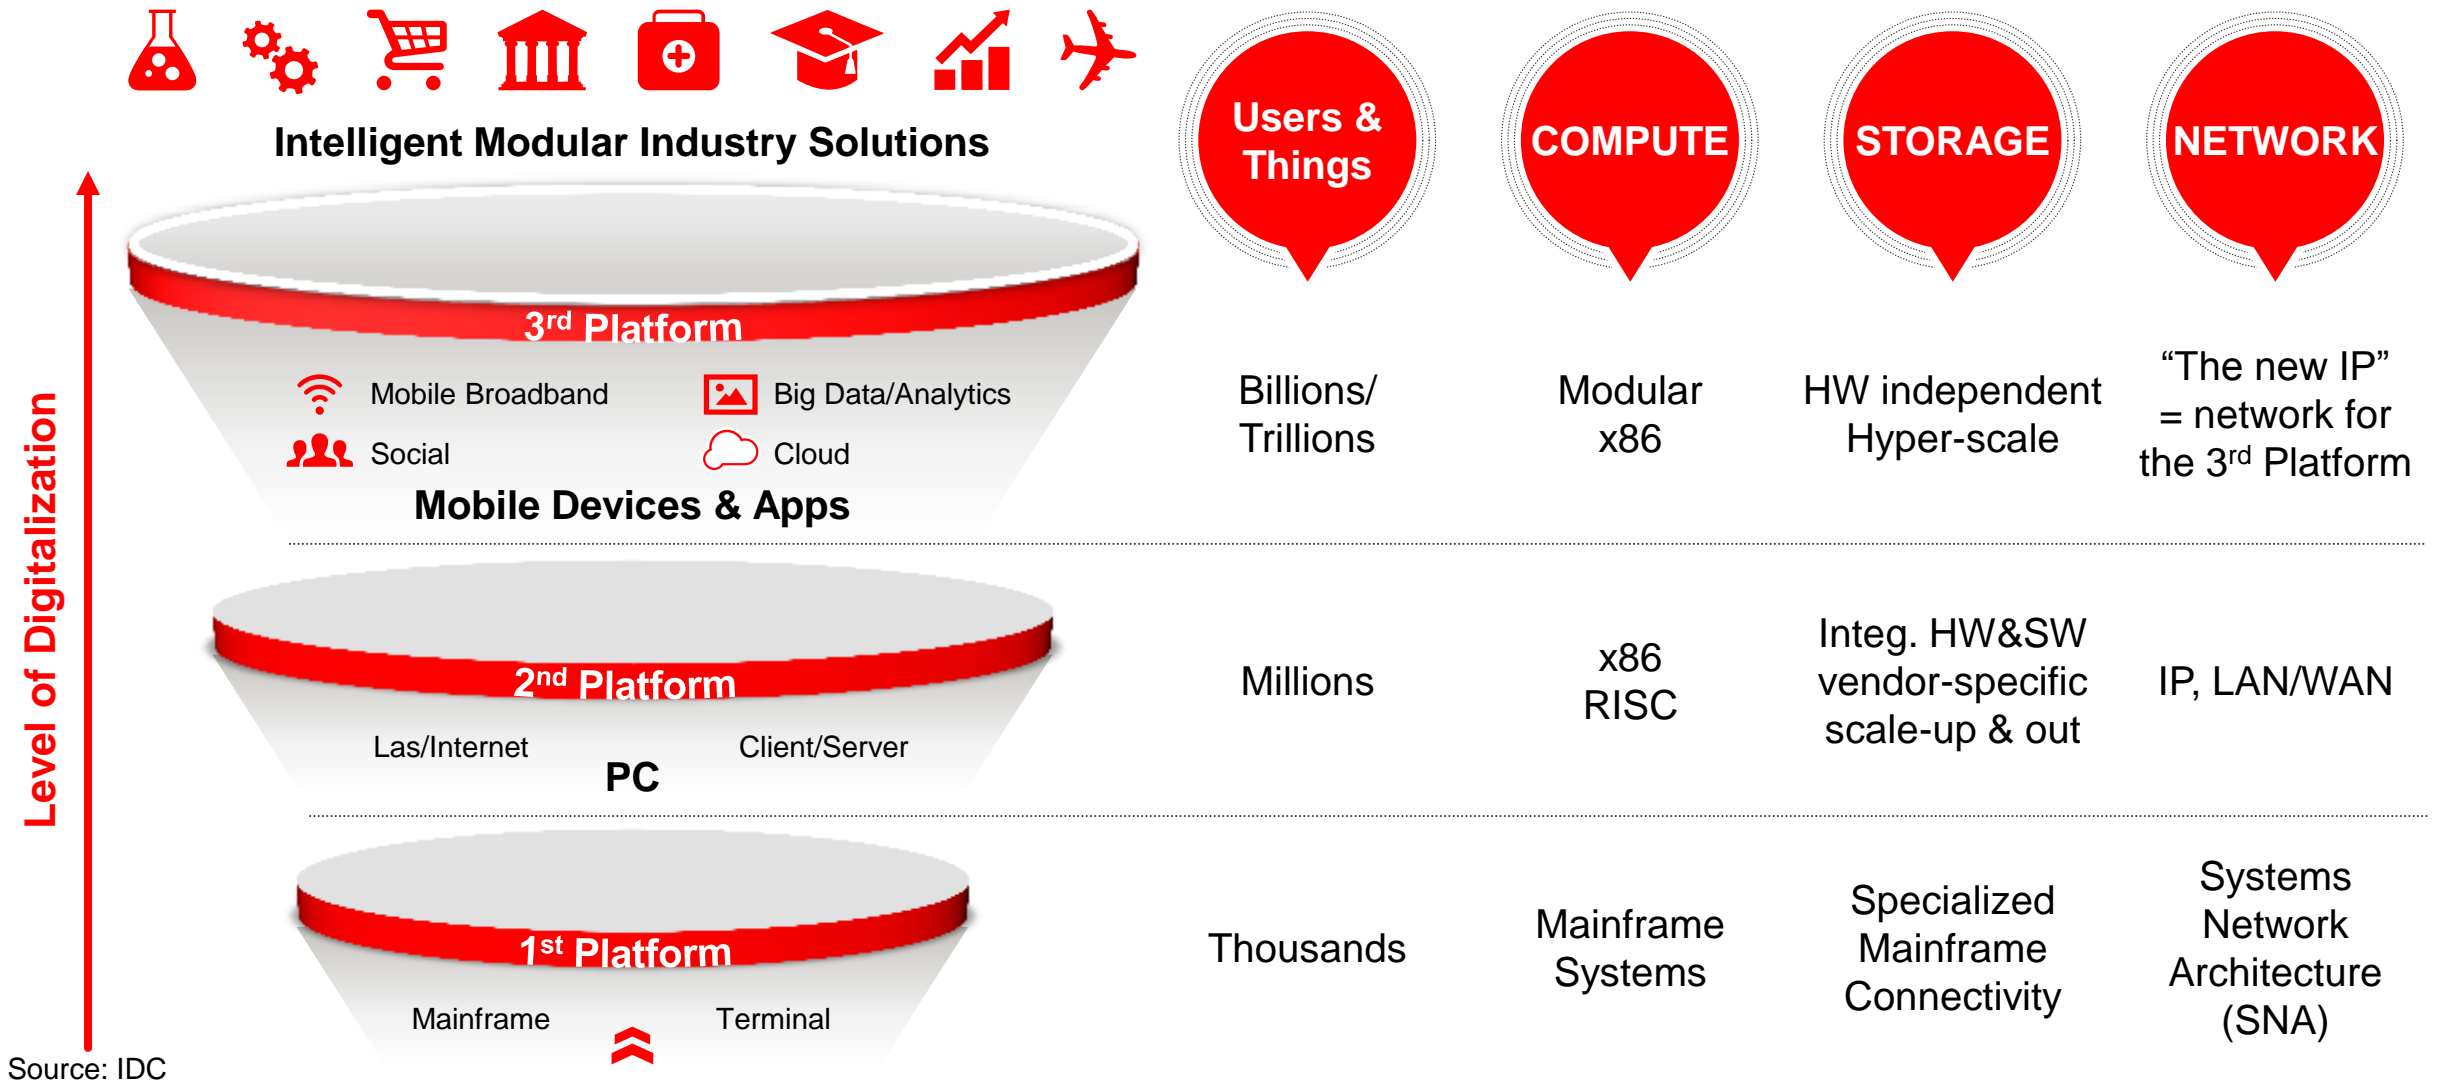 Intelligent Modular Industry Solutions
Users &
Things
COMPUTE
STORAGE
NETWORK
Level of Digitalization
3rd Platform
Mobile Broadband
Big Data/Analytics
Social
Cloud
Mobile Devices & Apps
Billions/
Trillions
Modular
x86
HW independent
Hyper-scale
“The new IP”
= network for
the 3rd Platform
2nd Platform
Las/Internet
Client/Server
PC
Millions
x86
RISC
Integ. HW&SW
vendor-specific
scale-up & out
IP, LAN/WAN
1st Platform
Mainframe
Terminal
Thousands
Mainframe
Systems
Specialized
Mainframe
Connectivity
Systems
Network
Architecture
(SNA)
Source: IDC